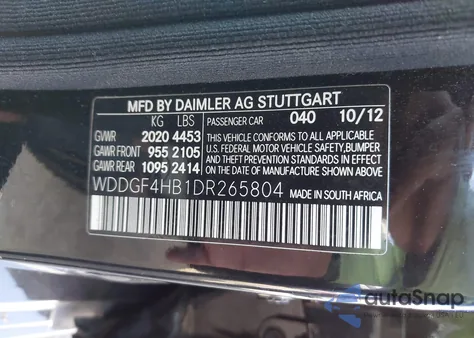 MFD BY DAIMLER AG STUTTGART
KG LBS PASSENGER CAR 040 10/12
GVWR 2020 4453
GAWR FRONT 955 2105
GAWR REAR 1095 2414
THIS VEHICLE CONFORMS TO ALL APPLICABLE
U.S. FEDERAL MOTOR VEHICLE SAFETY, BUMPER
AND THEFT PREVENTION STANDARDS IN EFFECT
ON THE DATE OF MANUFACTURE SHOWN ABOVE
WDDGF4HB1DR265804
MADE IN SOUTH AFRICA
autoSnap